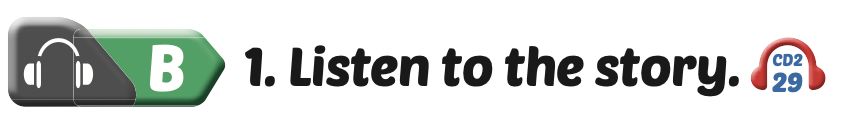 B 1. Listen to the story. CD2
29